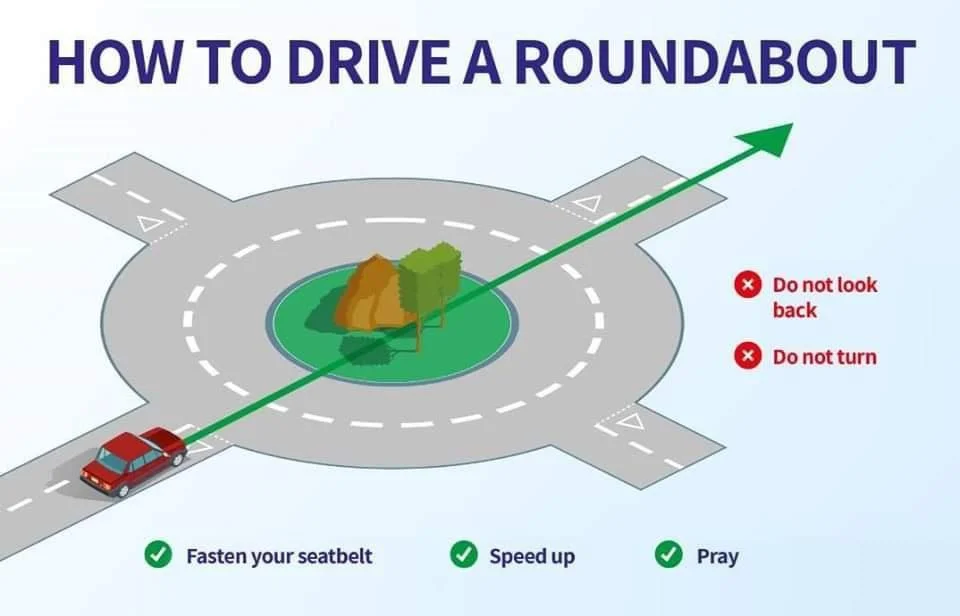 HOW TO DRIVE A ROUNDABOUT
Do not look
back
Do not turn
Fasten your seatbelt
Speed up
Pray